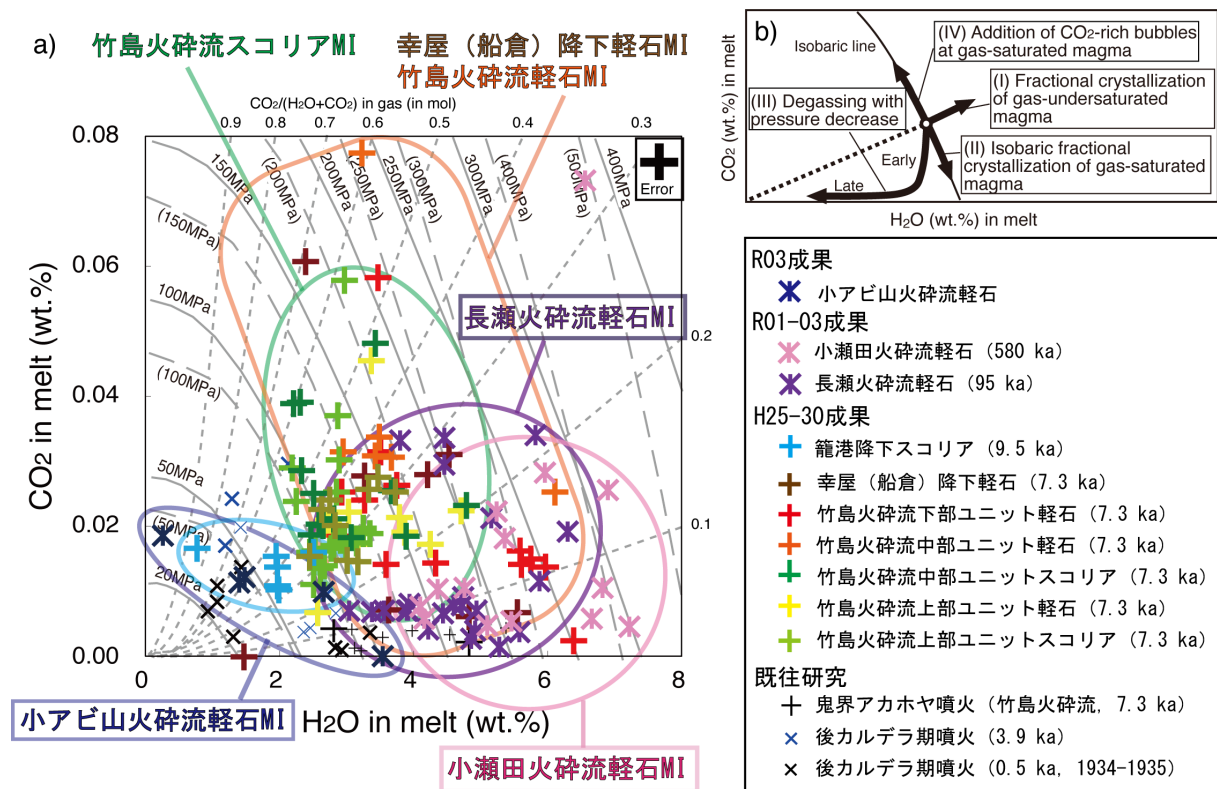 a)
竹島火砕流スコリアMI
幸屋（船倉）降下軽石MI
竹島火砕流軽石MI
CO2/(H2O+CO2) in gas (in mol)
0.9
0.8
0.7
0.6
0.5
0.4
0.3
0.08
0.06
0.04
0.02
0.00
CO2 in melt (wt.%)
150MPa
(200MPa)
200MPa
(250MPa)
250MPa
(300MPa)
300MPa
(400MPa)
(500MPa)
400MPa
(150MPa)
100MPa
(100MPa)
50MPa
(50MPa)
20MPa
Error
長瀬火砕流軽石MI
0.2
0.1
0
2
4
6
8
H2O in melt (wt.%)
小アビ山火砕流軽石MI
小瀬田火砕流軽石MI
b)
CO2 (wt.%) in melt
H2O (wt.%) in melt
Isobaric line
(IV) Addition of CO2-rich bubbles
at gas-saturated magma
(I) Fractional crystallization
of gas-undersaturated
magma
(III) Degassing with
pressure decrease
(II) Isobaric fractional
crystallization of gas-saturated
magma
Early
Late
R03成果
小アビ山火砕流軽石
R01-03成果
小瀬田火砕流軽石（580 ka）
長瀬火砕流軽石（95 ka）
H25-30成果
籠港降下スコリア（9.5 ka）
幸屋（船倉）降下軽石（7.3 ka）
竹島火砕流下部ユニット軽石（7.3 ka）
竹島火砕流中部ユニット軽石（7.3 ka）
竹島火砕流中部ユニットスコリア（7.3 ka）
竹島火砕流上部ユニット軽石（7.3 ka）
竹島火砕流上部ユニットスコリア（7.3 ka）
既往研究
鬼界アカホヤ噴火（竹島火砕流, 7.3 ka）
後カルデラ期噴火（3.9 ka）
後カルデラ期噴火（0.5 ka, 1934-1935）